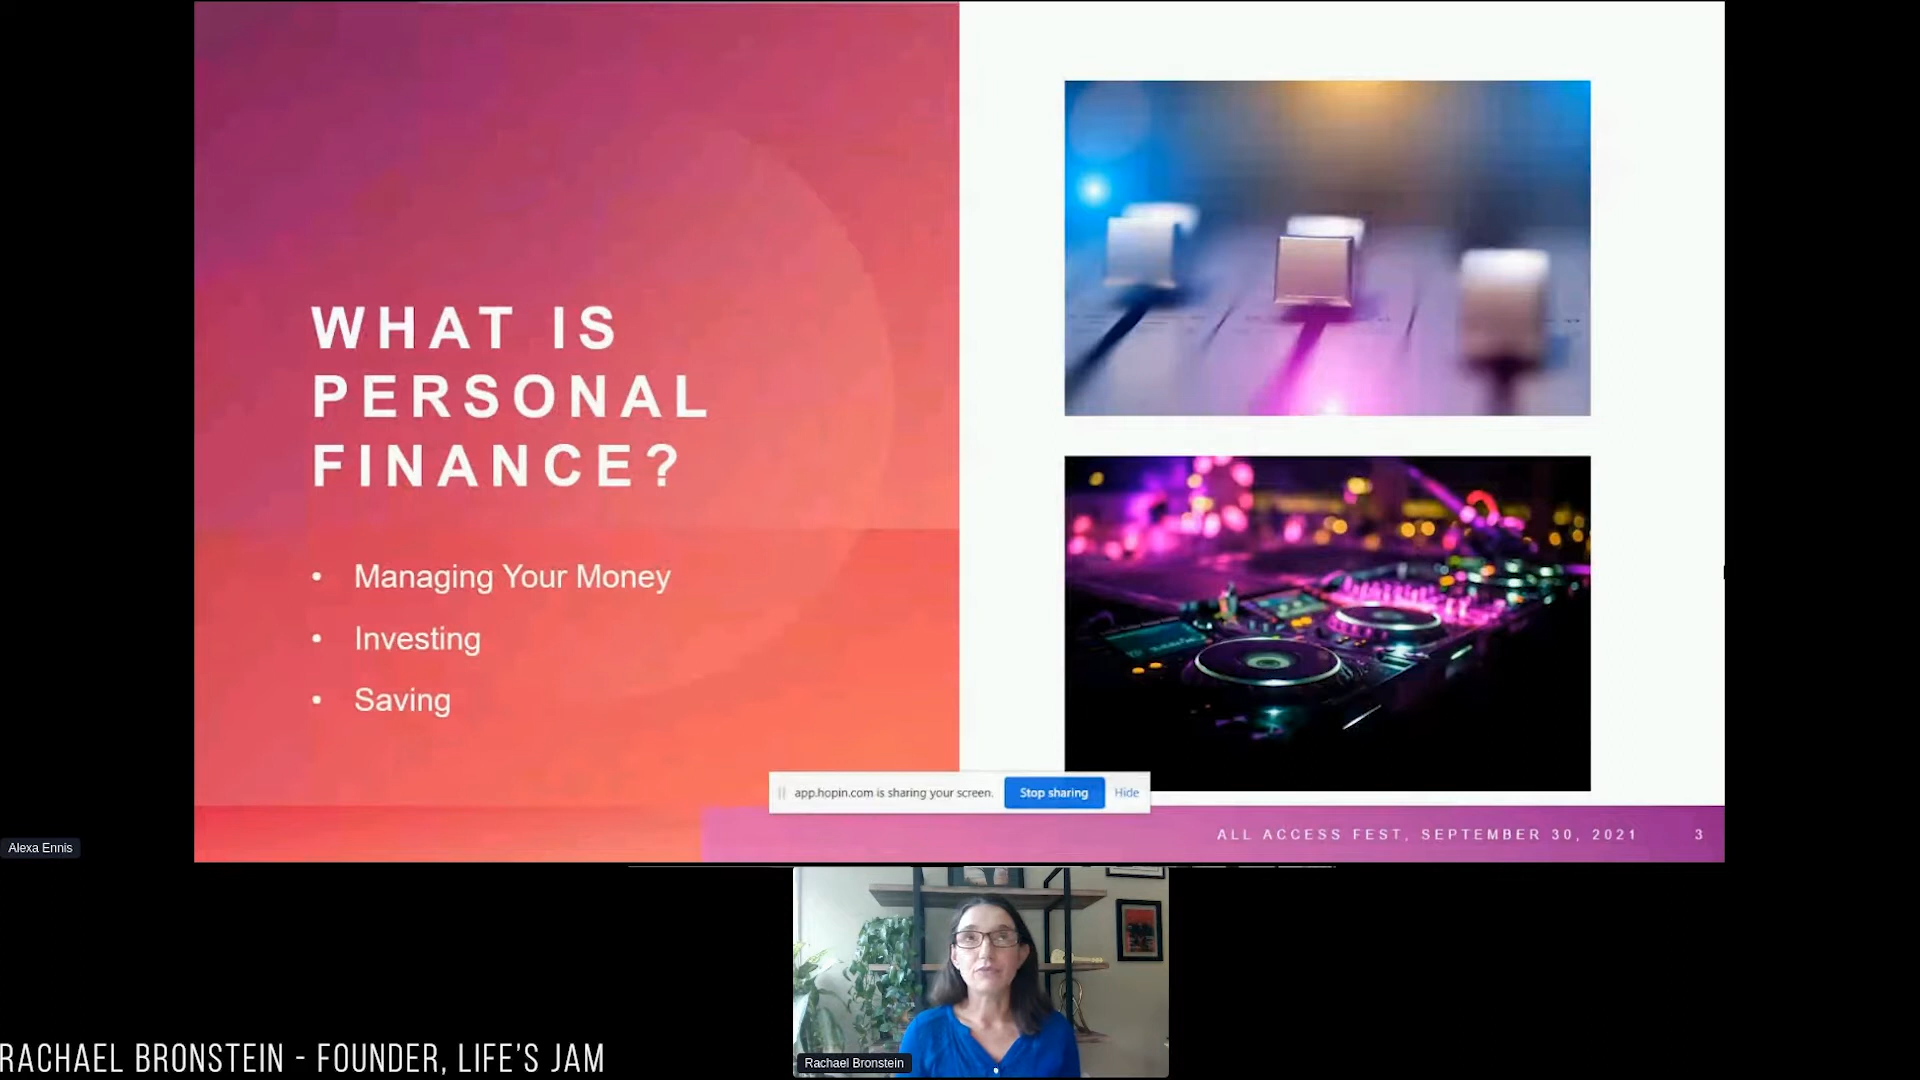 WHAT IS
PERSONAL
FINANCE?
• Managing Your Money
• Investing
• Saving
app.hopin.com is sharing your screen. Stop sharing Hide
ALL ACCESS FEST, SEPTEMBER 30, 2021 3
Alexa Ennis
Rachael Bronstein
RACHAEL BRONSTEIN - FOUNDER, LIFE'S JAM